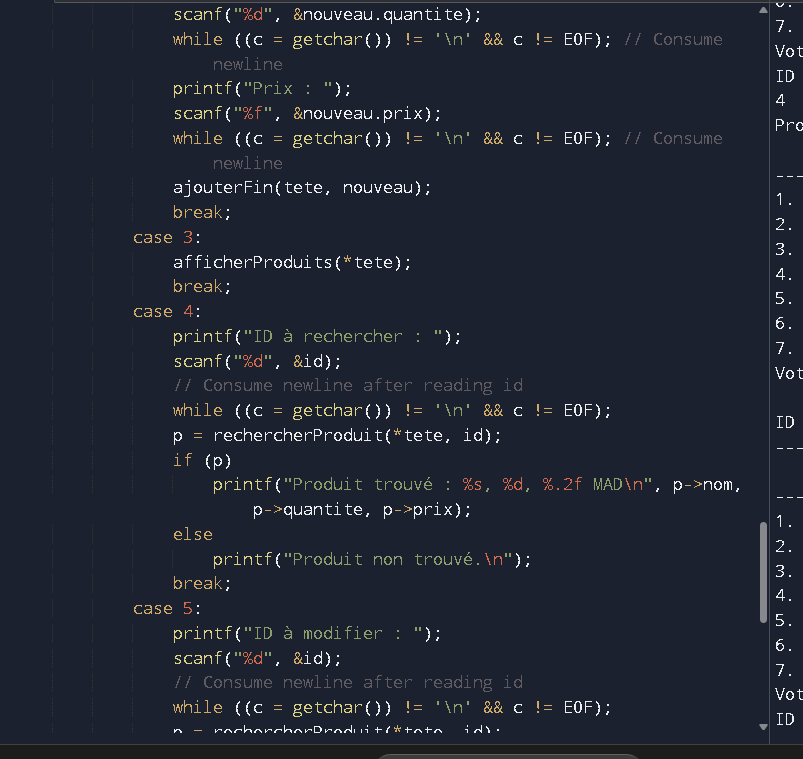 scanf("%d", &nouveau.quantite);
while ((c = getchar()) != '\n' && c != EOF); // Consume
newline
printf("Prix : ");
scanf("%f", &nouveau.prix);
while ((c = getchar()) != '\n' && c != EOF); // Consume
newline
ajouterFin(tete, nouveau);
break;
case 3:
afficherProduits(*tete);
break;
case 4:
printf("ID à rechercher : ");
scanf("%d", &id);
// Consume newline after reading id
while ((c = getchar()) != '\n' && c != EOF);
p = rechercherProduit(*tete, id);
if (p)
printf("Produit trouvé : %s, %d, %.2f MAD\n", p->nom,
p->quantite, p->prix);
else
printf("Produit non trouvé.\n");
break;
case 5:
printf("ID à modifier : ");
scanf("%d", &id);
// Consume newline after reading id
while ((c = getchar()) != '\n' && c != EOF);
p = rechercherProduit(*tete, id);
7.
Vot
ID
4
Pro
---
1.
2.
3.
4.
5.
6.
7.
Vot
ID
---
---
1.
2.
3.
4.
5.
6.
7.
Vot
ID